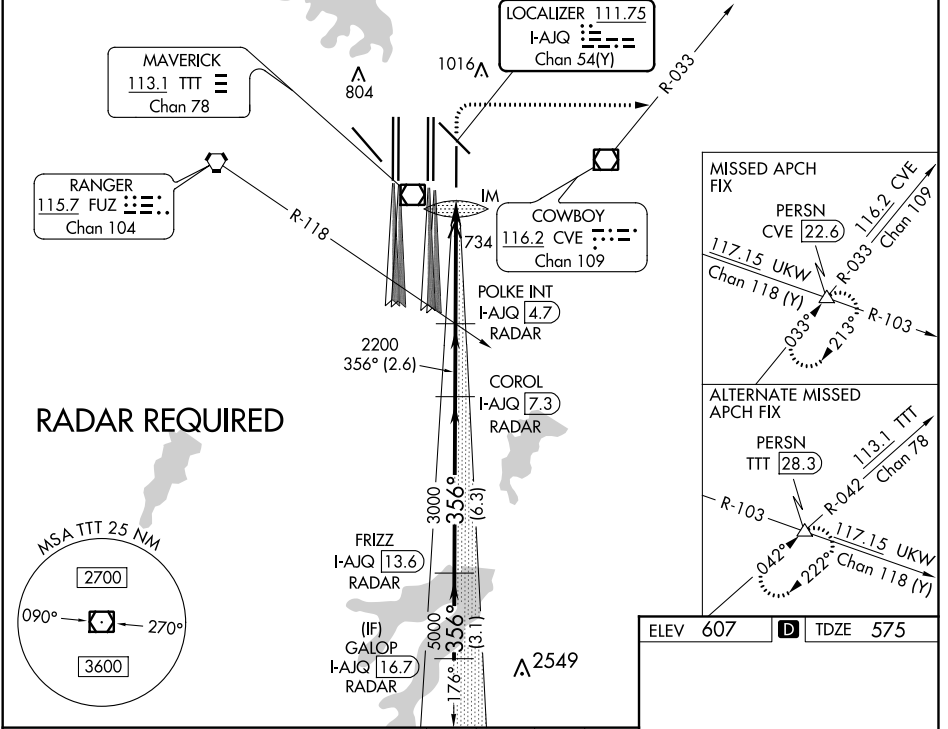 LOCALIZER 111.75
I-AJQ
Chan 54(Y)
MAVERICK
113.1 TTT
Chan 78
804
1016
R-033
RANGER
115.7 FUZ
Chan 104
R-118
IM
734
COWBOY
116.2 CVE
Chan 109
POLKE INT
I-AJQ 4.7
RADAR
2200
356° (2.6)
COROL
I-AJQ 7.3
RADAR
RADAR REQUIRED
3000
356°
(6.3)
FRIZZ
I-AJQ 13.6
RADAR
5000
356°
(3.1)
(IF)
GALOP
I-AJQ 16.7
RADAR
176°
2549
MSA TTT 25 NM
2700
090°
270°
3600
MISSED APCH
FIX
PERSN
CVE 22.6
116.2 CVE
Chan 109
R-033
117.15 UKW
Chan 118 (Y)
R-103
033°
213°
ALTERNATE MISSED
APCH FIX
PERSN
TTT 28.3
113.1 TTT
Chan 78
R-042
R-103
117.15 UKW
Chan 118 (Y)
042°
222°
ELEV 607 D TDZE 575